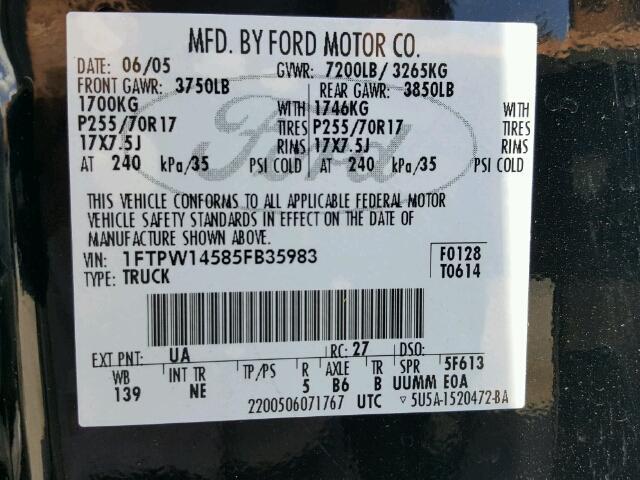 MFD. BY FORD MOTOR CO.
DATE: 06/05 GVWR: 7200LB/ 3265KG
FRONT GAWR: 3750LB REAR GAWR: 3850LB
1700KG WITH 1746KG WITH
P255/70R17 TIRES P255/70R17 TIRES
17X7.5J RIMS 17X7.5J RIMS
AT 240 kPa/35 PSI COLD AT 240 kPa/35 PSI COLD
Ford
THIS VEHICLE CONFORMS TO ALL APPLICABLE FEDERAL MOTOR
VEHICLE SAFETY STANDARDS IN EFFECT ON THE DATE OF
MANUFACTURE SHOWN ABOVE.
VIN: 1FTPW14585FB35983 F0128
TYPE: TRUCK T0614
EXT PNT: UA RC: 27 DSO:
WB INT TR TP/PS R AXLE TR SPR 5F613
139 NE 5 B6 B UUMM EOA
2200506071767 UTC ▽ 5U5A-1520472-BA